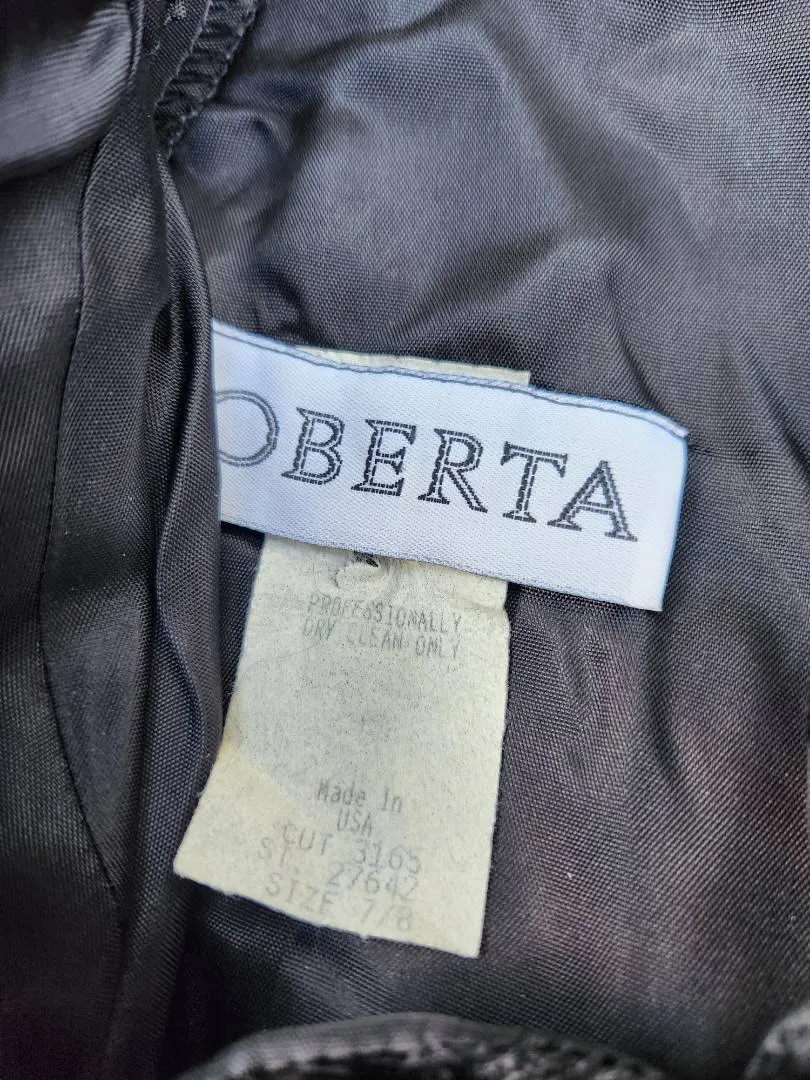 OBERTA
PROFESSIONALLY
DRY CLEAN ONLY
Made In
USA
CUT 3165
ST. 27642
SIZE 7/8